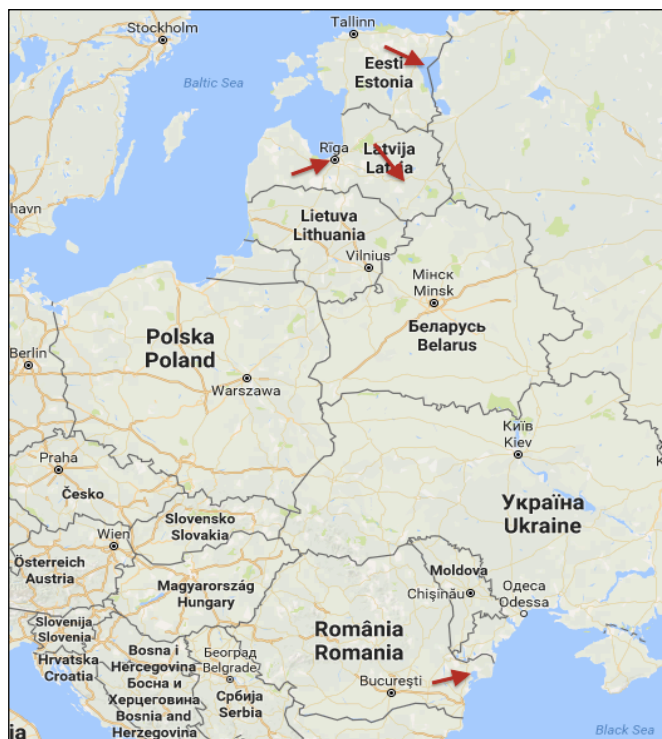 Tallinn
Stockholm
Eesti
Estonia
Baltic Sea
Rīga
Latvija
havn
Lietuva
Lithuania
Vilnius
Мінск
Minsk
Беларусь
Belarus
Polska
Poland
Berlin
Warszawa
Київ
Kiev
Praha
Česko
Україна
Ukraine
Slovensko
Slovakia
Wien
Österreich
Austria
Moldova
Magyarország
Hungary
Chișinău
Одеса
Odessa
Slovenija
Slovenia
România
Romania
Hrvatska
Croatia
Bosna i
Hercegovina
Босна и
Херцеговина
Bosnia and
Herzegovina
Београд
Belgrade
Србија
Serbia
București
Black Sea
ia